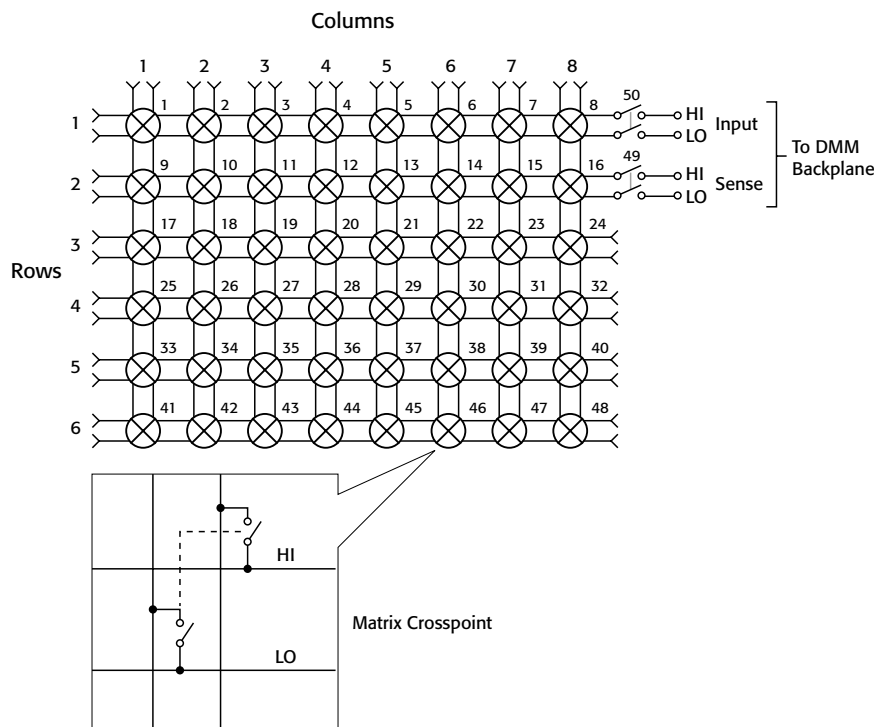 Columns
1 2 3 4 5 6 7 8
50
1 1 2 3 4 5 6 7 8 HI Input
LO
To DMM
Backplane
49
2 9 10 11 12 13 14 15 16 HI Sense
LO
3 17 18 19 20 21 22 23 24
Rows
4 25 26 27 28 29 30 31 32
5 33 34 35 36 37 38 39 40
6 41 42 43 44 45 46 47 48
HI
Matrix Crosspoint
LO